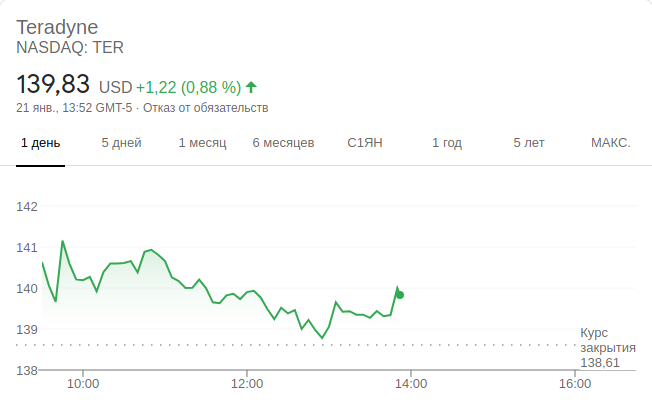 Teradyne
NASDAQ: TER
139,83 USD +1,22 (0,88 %)
21 янв., 13:52 GMT-5 · Отказ от обязательств
1 день 5 дней 1 месяц 6 месяцев С1ЯН 1 год 5 лет МАКС.
142
141
140
139
138
Курс
закрытия
138,61
10:00 12:00 14:00 16:00